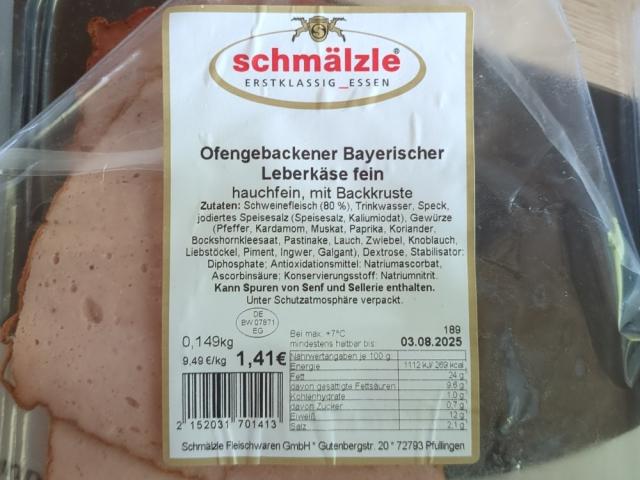 S
schmälzle®
ERSTKLASSIG_ESSEN
Ofengebackener Bayerischer
Leberkäse fein
hauchfein, mit Backkruste
Zutaten: Schweinefleisch (80 %), Trinkwasser, Speck,
jodiertes Speisesalz (Speisesalz, Kaliumiodat), Gewürze
(Pfeffer, Kardamom, Muskat, Paprika, Koriander,
Bockshornkleesaat, Pastinake, Lauch, Zwiebel, Knoblauch,
Liebstöckel, Piment, Ingwer, Galgant), Dextrose, Stabilisator:
Diphosphate; Antioxidationsmittel: Natriumascorbat,
Ascorbinsäure; Konservierungsstoff: Natriumnitrit.
Kann Spuren von Senf und Sellerie enthalten.
Unter Schutzatmosphäre verpackt.
DE
BW 07871
EG
0,149kg
9,49 €/kg 1,41€
Bei max. +7°C 189
mindestens haltbar bis: 03.08.2025
Nährwertangaben je 100 g:
Energie 1112 kJ/ 269 kcal
Fett 24 g
davon gesättigte Fettsäuren 9,6 g
Kohlenhydrate 1,0 g
davon Zucker 0,7 g
Eiweiß 12 g
Salz 2,1 g
2 152031 701413
Schmälzle Fleischwaren GmbH * Gutenbergstr. 20 * 72793 Pfullingen